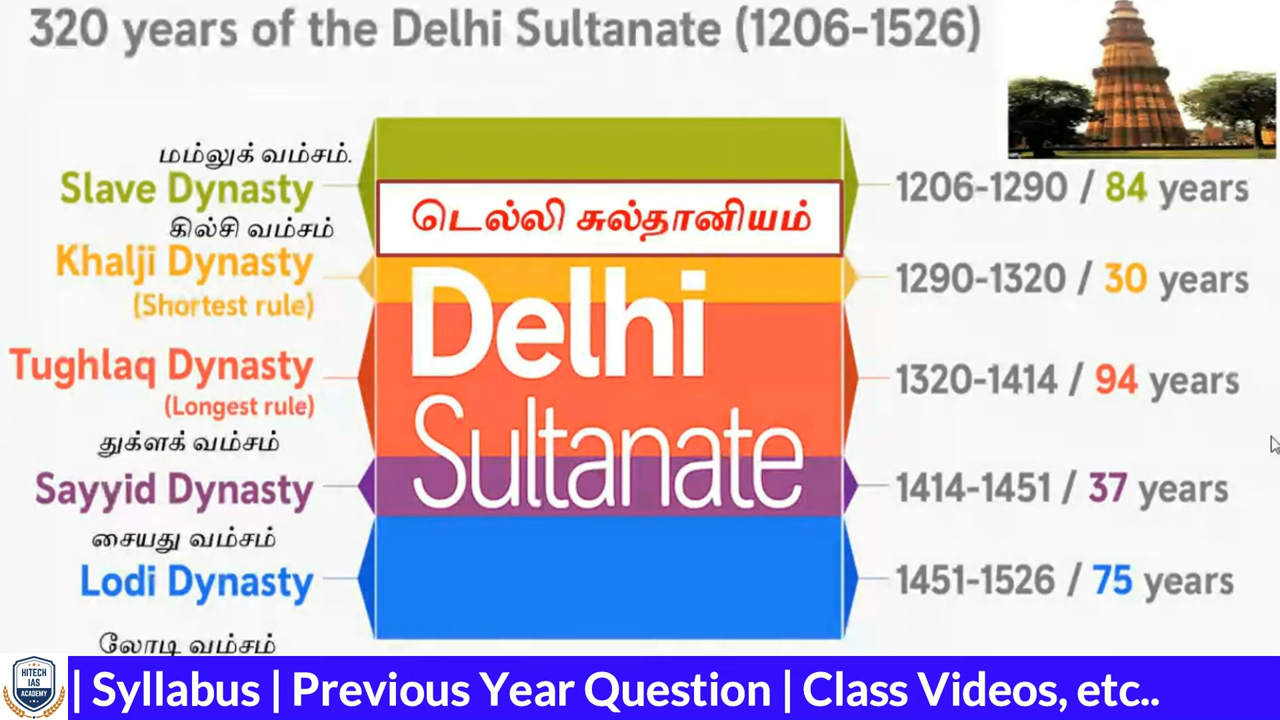 320 years of the Delhi Sultanate (1206-1526)
மம்லுக் வம்சம்.
Slave Dynasty
1206-1290 / 84 years
டெல்லி சுல்தானியம்
கில்சி வம்சம்
Khalji Dynasty
(Shortest rule)
1290-1320 / 30 years
Delhi
Sultanate
Tughlaq Dynasty
(Longest rule)
1320-1414 / 94 years
துக்ளக் வம்சம்
Sayyid Dynasty
1414-1451 / 37 years
சையது வம்சம்
Lodi Dynasty
1451-1526 / 75 years
லோடி வம்சம்
HITECH
IAS
ACADEMY
| Syllabus | Previous Year Question | Class Videos, etc..